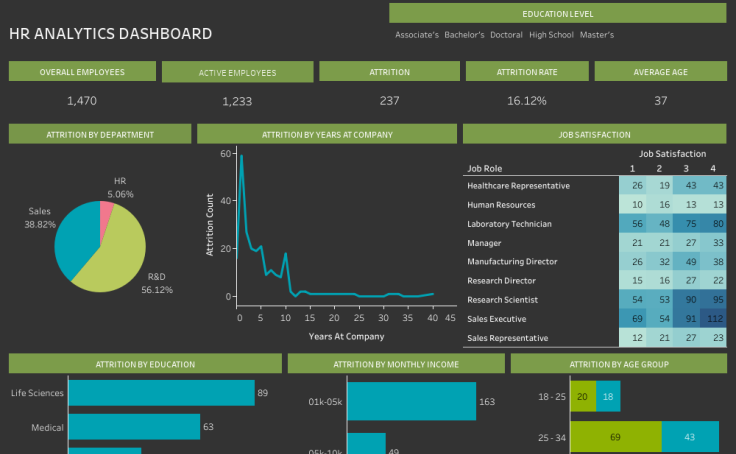 EDUCATION LEVEL
HR ANALYTICS DASHBOARD
Associate's Bachelor's Doctoral High School Master's
OVERALL EMPLOYEES
ACTIVE EMPLOYEES
ATTRITION
ATTRITION RATE
AVERAGE AGE
1,470
1,233
237
16.12%
37
ATTRITION BY DEPARTMENT
HR
5.06%
Sales
38.82%
R&D
56.12%
ATTRITION BY YEARS AT COMPANY
Attrition Count
60
40
20
0
0 5 10 15 20 25 30 35 40 45
Years At Company
JOB SATISFACTION
Job Satisfaction
Job Role 1 2 3 4
Healthcare Representative 26 19 43 43
Human Resources 10 16 13 13
Laboratory Technician 56 48 75 80
Manager 21 21 27 33
Manufacturing Director 26 32 49 38
Research Director 15 16 27 22
Research Scientist 54 53 90 95
Sales Executive 69 54 91 112
Sales Representative 12 21 27 23
ATTRITION BY EDUCATION
Life Sciences 89
Medical 63
ATTRITION BY MONTHLY INCOME
01k-05k 163
05k-10k 49
ATTRITION BY AGE GROUP
18 - 25 20 18
25 - 34 69 43